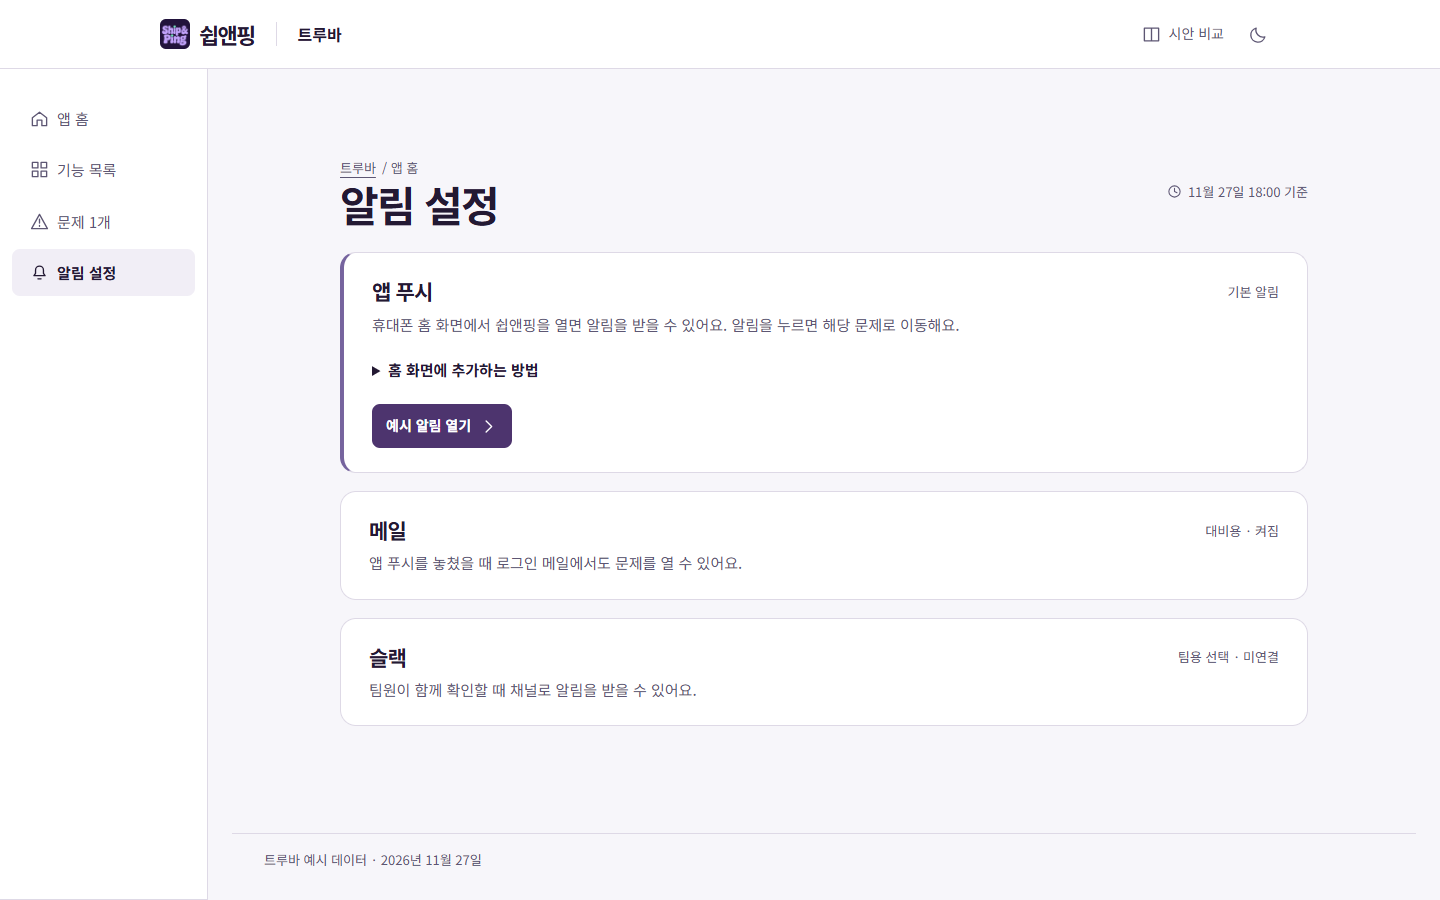 Ship&
Ping
쉽앤핑
트루바
시안 비교
앱 홈
기능 목록
문제 1개
알림 설정
트루바 / 앱 홈
알림 설정
11월 27일 18:00 기준
앱 푸시
기본 알림
휴대폰 홈 화면에서 쉽앤핑을 열면 알림을 받을 수 있어요. 알림을 누르면 해당 문제로 이동해요.
홈 화면에 추가하는 방법
예시 알림 열기
메일
대비용 · 켜짐
앱 푸시를 놓쳤을 때 로그인 메일에서도 문제를 열 수 있어요.
슬랙
팀용 선택 · 미연결
팀원이 함께 확인할 때 채널로 알림을 받을 수 있어요.
트루바 예시 데이터 · 2026년 11월 27일